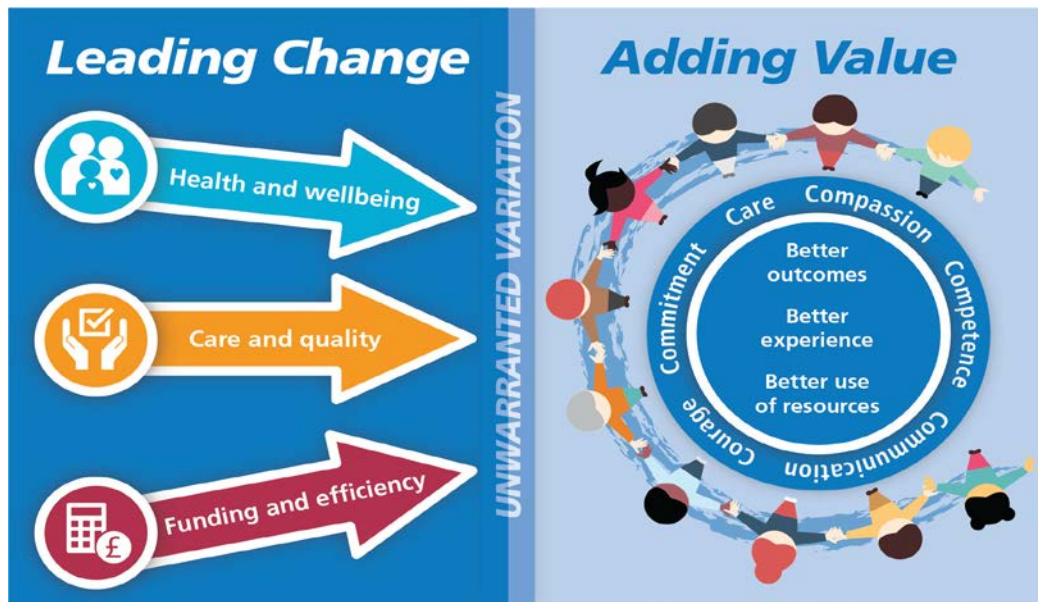 Leading Change
Health and wellbeing
Care and quality
£
Funding and efficiency
UNWARRANTED VARIATION
Adding Value
Care Compassion Competence Communication Courage Commitment
Better
outcomes
Better
experience
Better use
of resources